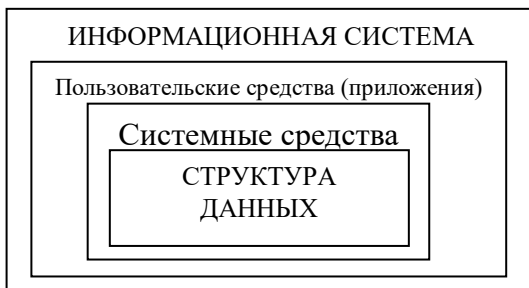 ИНФОРМАЦИОННАЯ СИСТЕМА
Пользовательские средства (приложения)
Системные средства
СТРУКТУРА
ДАННЫХ